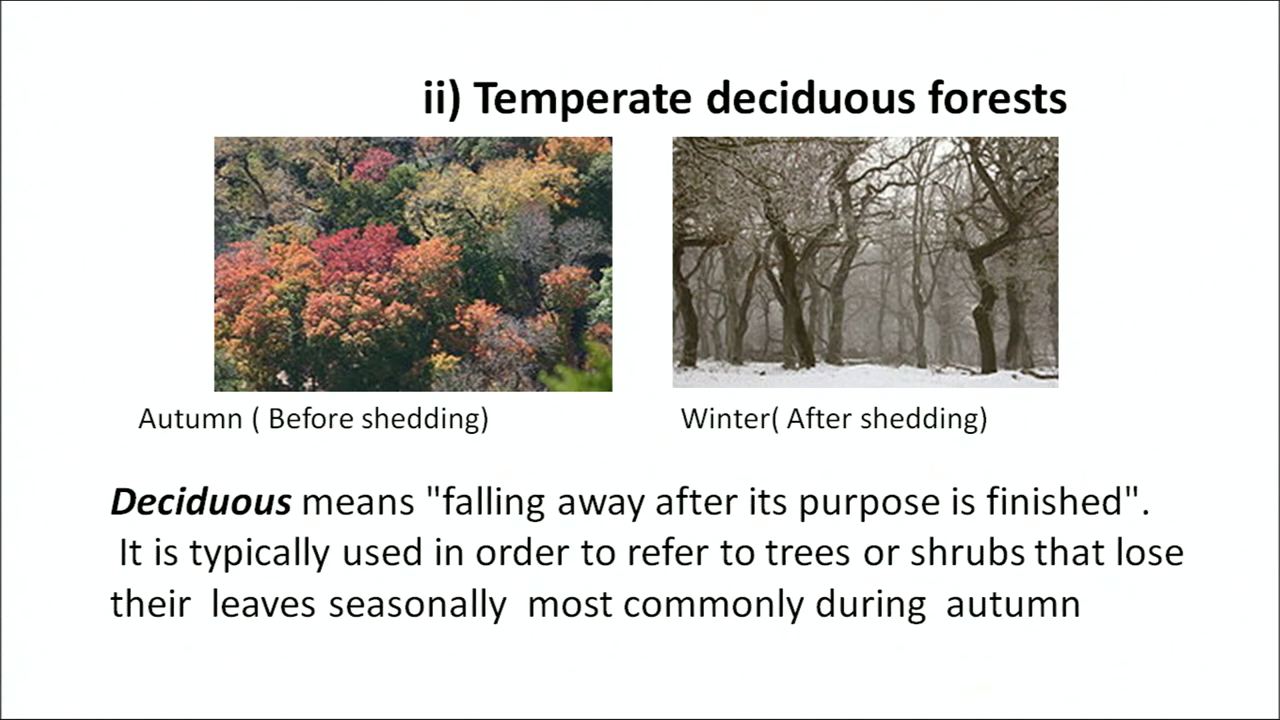 ii) Temperate deciduous forests
Autumn ( Before shedding)
Winter( After shedding)
Deciduous means "falling away after its purpose is finished".
It is typically used in order to refer to trees or shrubs that lose
their leaves seasonally most commonly during autumn